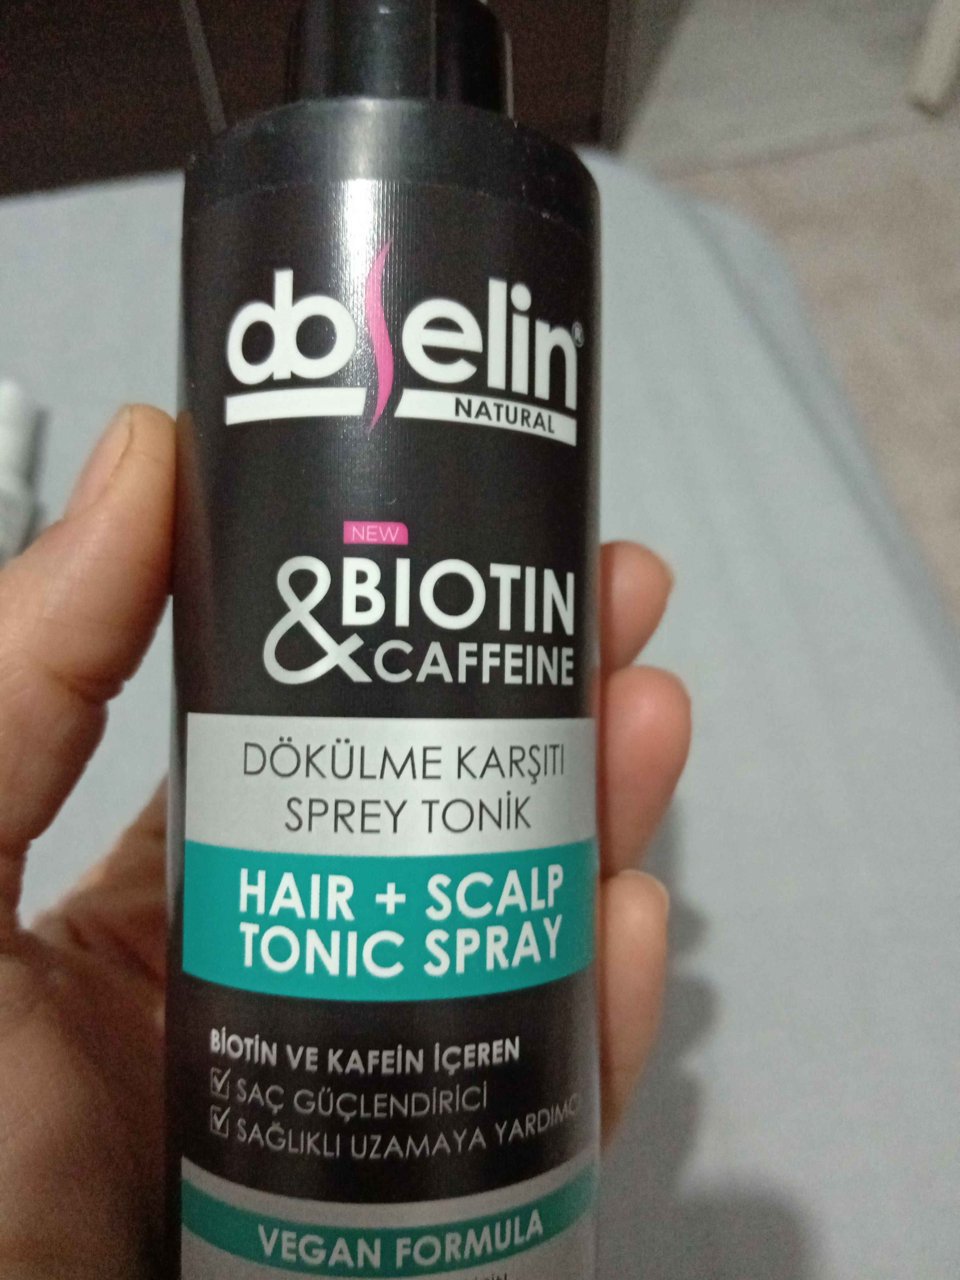 doselin®
NATURAL
NEW
&BIOTIN
CAFFEINE
DÖKÜLME KARŞITI
SPREY TONİK
HAIR + SCALP
TONIC SPRAY
BİOTİN VE KAFEİN İÇEREN
SAÇ GÜÇLENDİRİCİ
SAĞLIKLI UZAMAYA YARDIMCI
VEGAN FORMULA